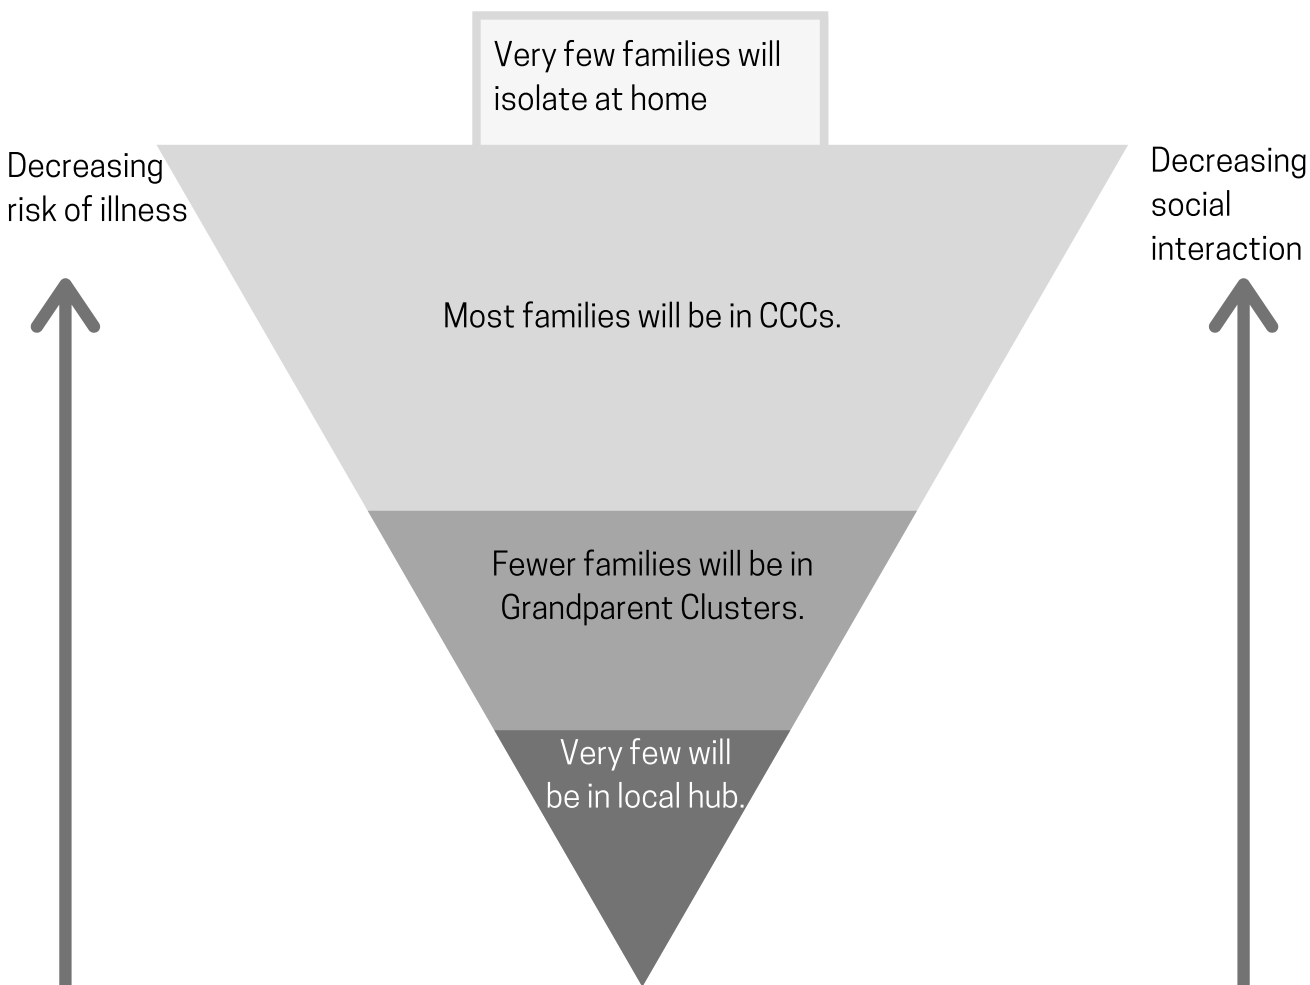 Very few families will
isolate at home
Decreasing
risk of illness
Decreasing
social
interaction
Most families will be in CCCs.
Fewer families will be in
Grandparent Clusters.
Very few will
be in local hub.